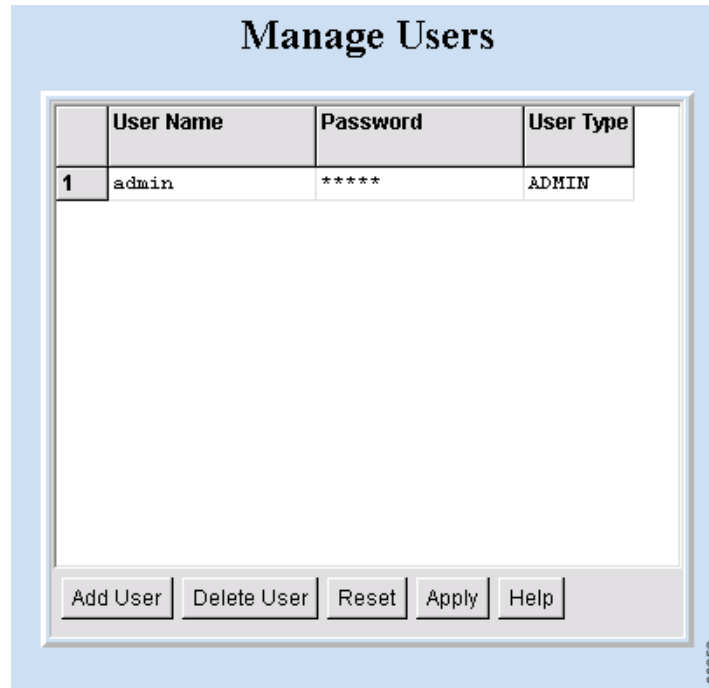 Manage Users
User Name Password User Type
1 admin ***** ADMIN
Add User Delete User Reset Apply Help